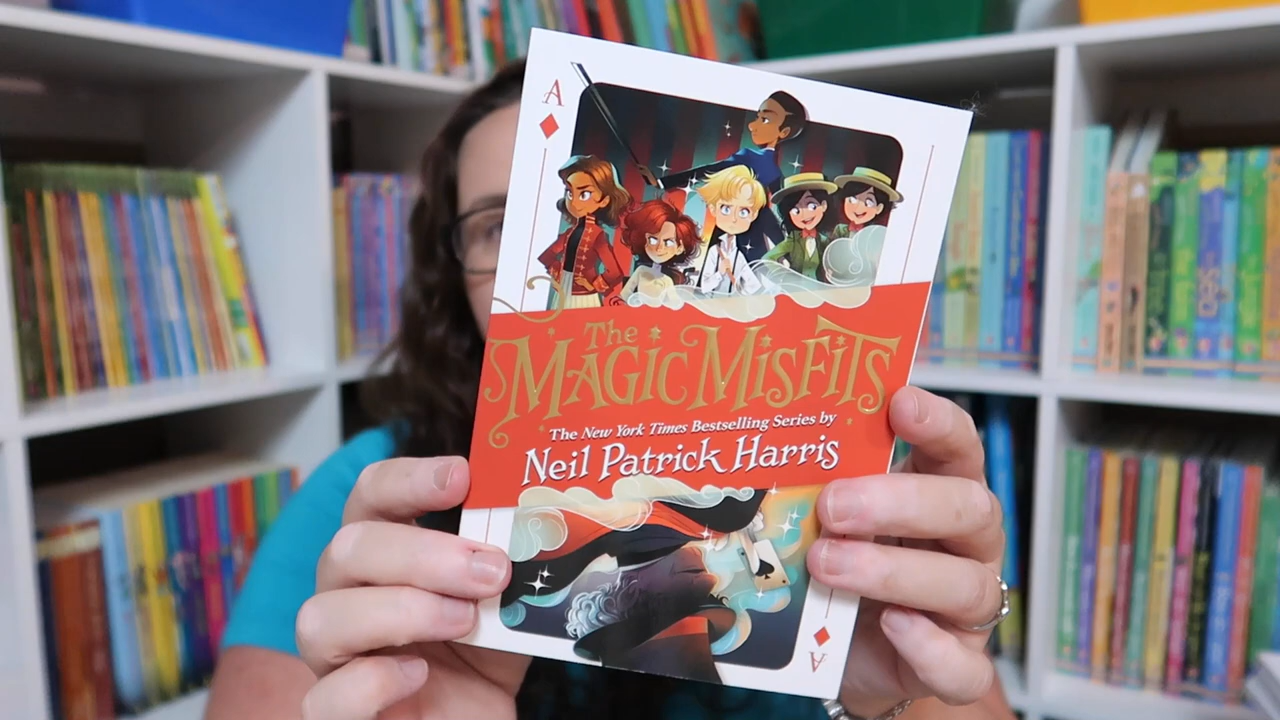 A
The
MAGIC MISFITS
The New York Times Bestselling Series by
Neil Patrick Harris
A